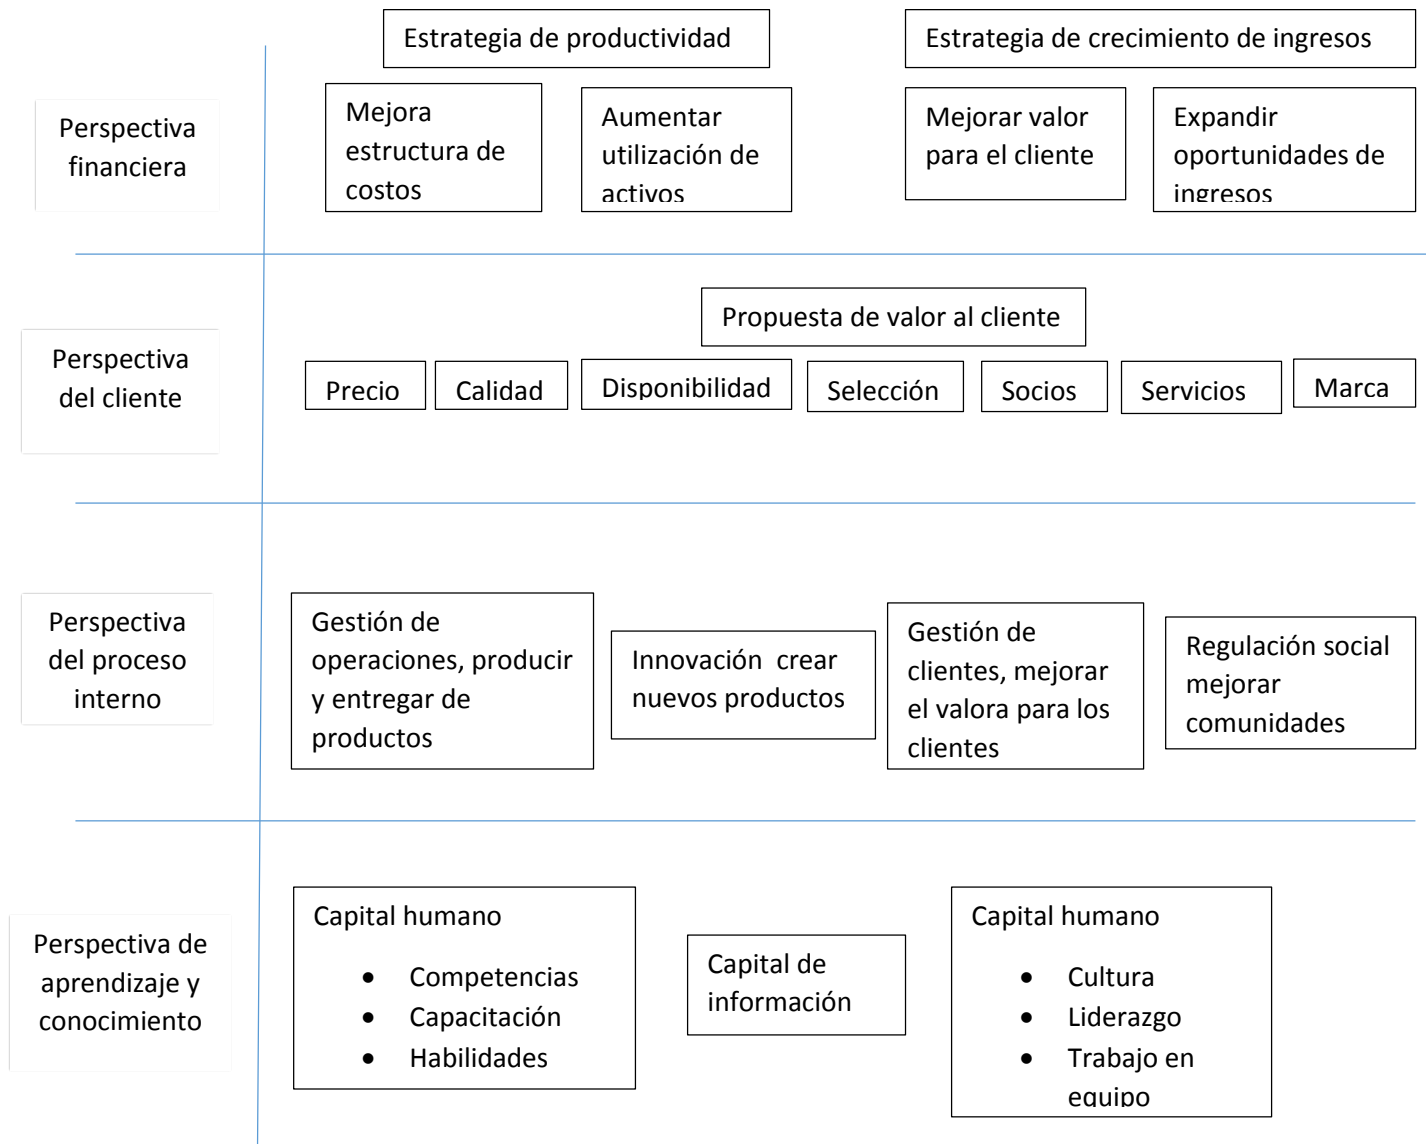 Estrategia de productividad
Estrategia de crecimiento de ingresos
Perspectiva
financiera
Mejora
estructura de
costos
Aumentar
utilización de
activos
Mejorar valor
para el cliente
Expandir
oportunidades de
ingresos
Propuesta de valor al cliente
Perspectiva
del cliente
Precio
Calidad
Disponibilidad
Selección
Socios
Servicios
Marca
Perspectiva
del proceso
interno
Gestión de
operaciones, producir
y entregar de
productos
Innovación  crear
nuevos productos
Gestión de
clientes, mejorar
el valora para los
clientes
Regulación social
mejorar
comunidades
Perspectiva de
aprendizaje y
conocimiento
Capital humano
• Competencias
• Capacitación
• Habilidades
Capital de
información
Capital humano
• Cultura
• Liderazgo
• Trabajo en
equipo